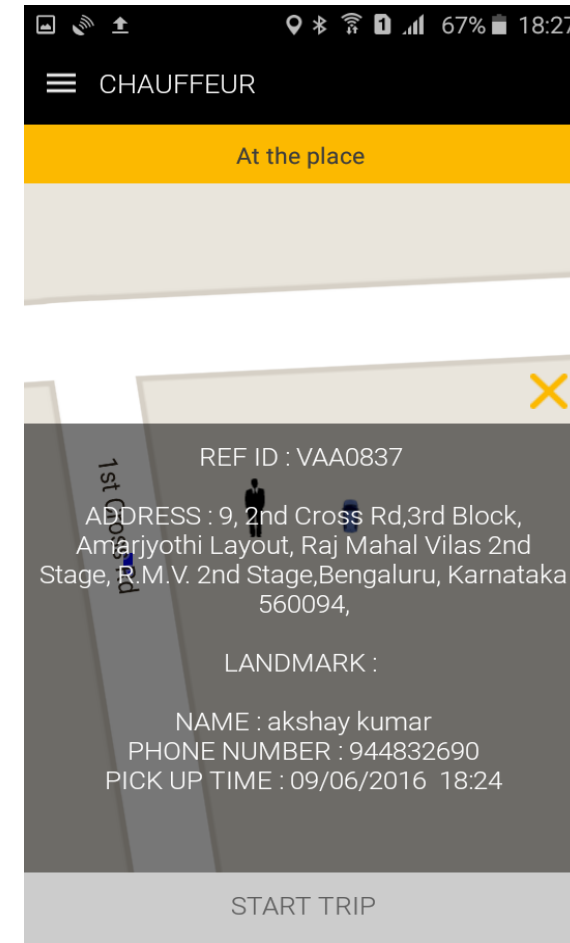 1 67% 18:27
CHAUFFEUR
At the place
REF ID : VAA0837
1st Cross Rd
ADDRESS : 9, 2nd Cross Rd,3rd Block,
Amarjyothi Layout, Raj Mahal Vilas 2nd
Stage, R.M.V. 2nd Stage,Bengaluru, Karnataka
560094,
LANDMARK :
NAME : akshay kumar
PHONE NUMBER : 944832690
PICK UP TIME : 09/06/2016 18:24
START TRIP